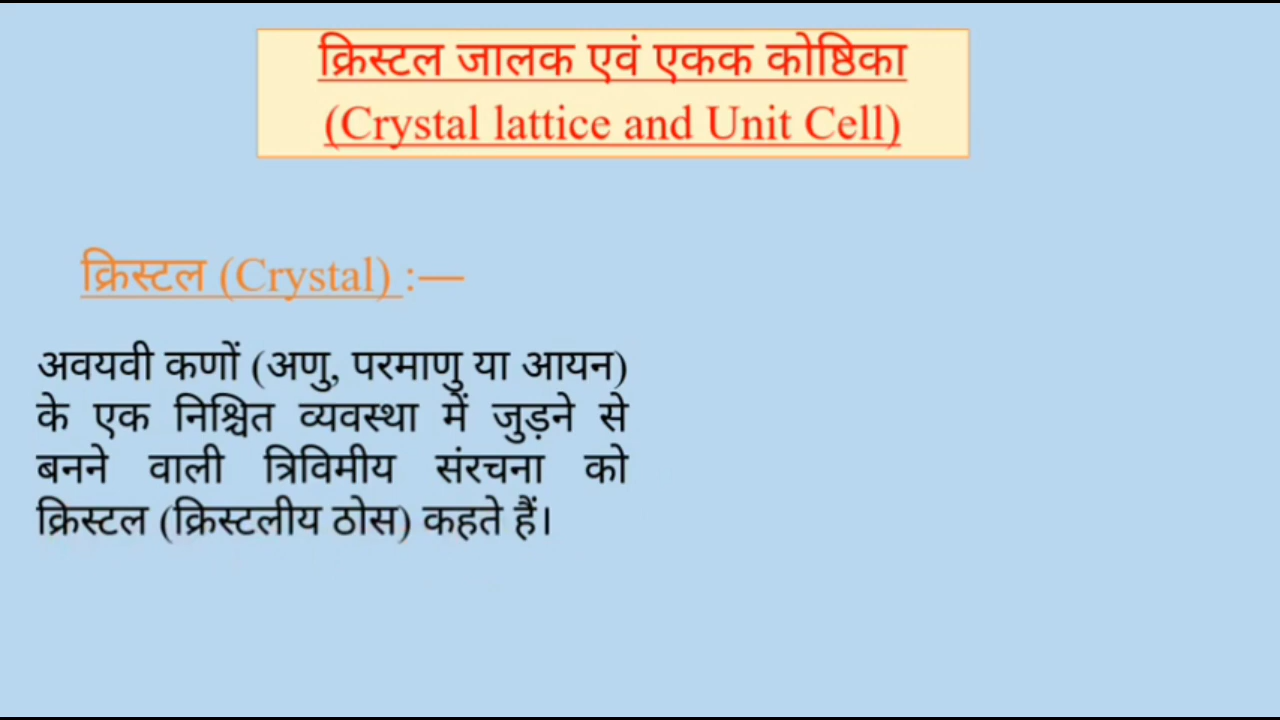 क्रिस्टल जालक एवं एकक कोष्ठिका
(Crystal lattice and Unit Cell)
क्रिस्टल (Crystal) :—
अवयवी कणों (अणु, परमाणु या आयन)
के एक निश्चित व्यवस्था में जुड़ने से
बनने वाली त्रिविमीय संरचना को
क्रिस्टल (क्रिस्टलीय ठोस) कहते हैं।